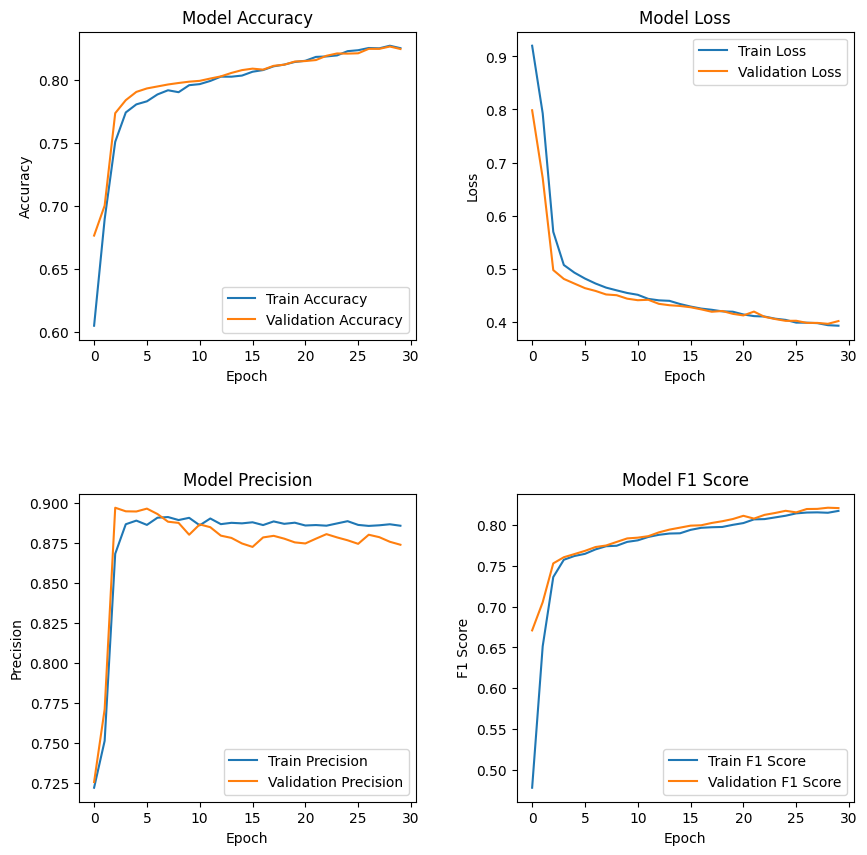 Model Accuracy
Accuracy
0.80
0.75
0.70
0.65
0.60
Train Accuracy
Validation Accuracy
0 5 10 15 20 25 30
Epoch
Model Loss
Loss
0.9
0.8
0.7
0.6
0.5
0.4
Train Loss
Validation Loss
0 5 10 15 20 25 30
Epoch
Model Precision
Precision
0.900
0.875
0.850
0.825
0.800
0.775
0.750
0.725
Train Precision
Validation Precision
0 5 10 15 20 25 30
Epoch
Model F1 Score
F1 Score
0.80
0.75
0.70
0.65
0.60
0.55
0.50
Train F1 Score
Validation F1 Score
0 5 10 15 20 25 30
Epoch